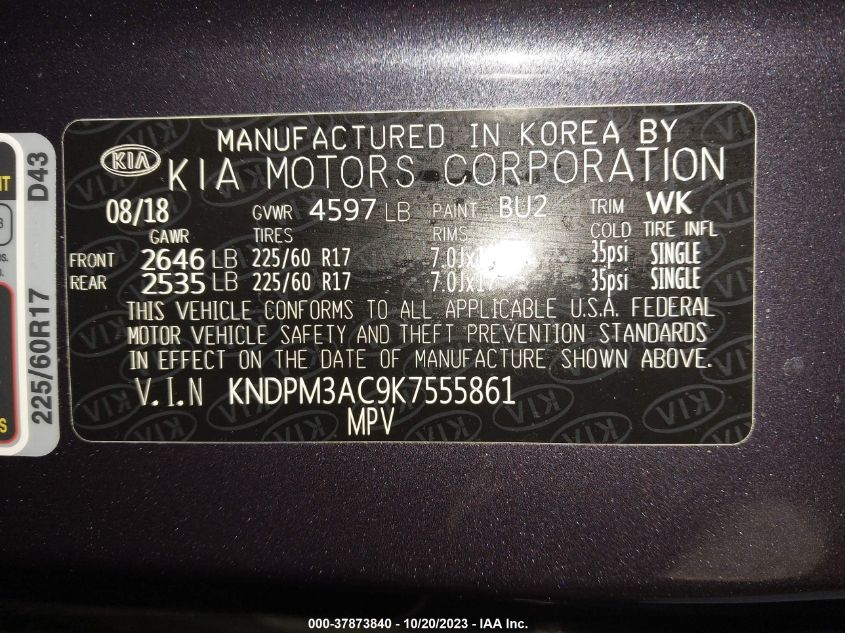 MANUFACTURED IN KOREA BY
KIA KIA MOTORS CORPORATION
08/18 GVWR 4597 LB PAINT BU2 TRIM WK
GAWR TIRES RIMS COLD TIRE INFL
FRONT 2646 LB 225/60 R17 7.0Jx17 35psi SINGLE
REAR 2535 LB 225/60 R17 7.0Jx17 35psi SINGLE
THIS VEHICLE CONFORMS TO ALL APPLICABLE U.S.A. FEDERAL
MOTOR VEHICLE SAFETY AND THEFT PREVENTION STANDARDS
IN EFFECT ON THE DATE OF MANUFACTURE SHOWN ABOVE.
V.I.N KNDPM3AC9K7555861
MPV
D43
225/60R17
000-37873840 - 10/20/2023 - IAA Inc.